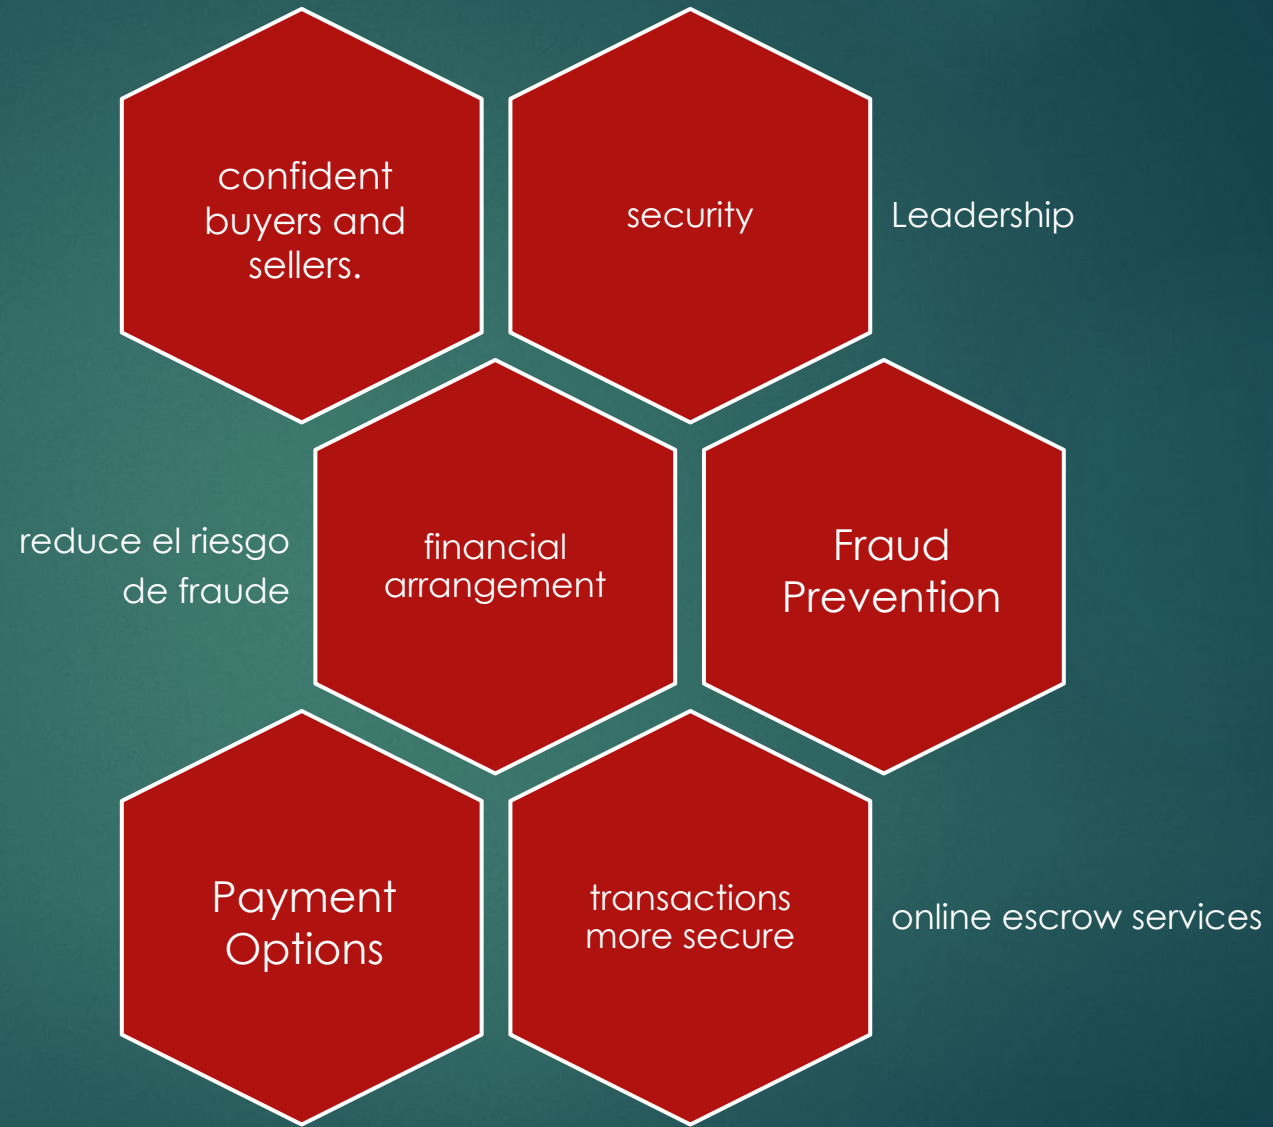 confident
buyers and
sellers.
security
Leadership
reduce el riesgo
de fraude
financial
arrangement
Fraud
Prevention
Payment
Options
transactions
more secure
online escrow services